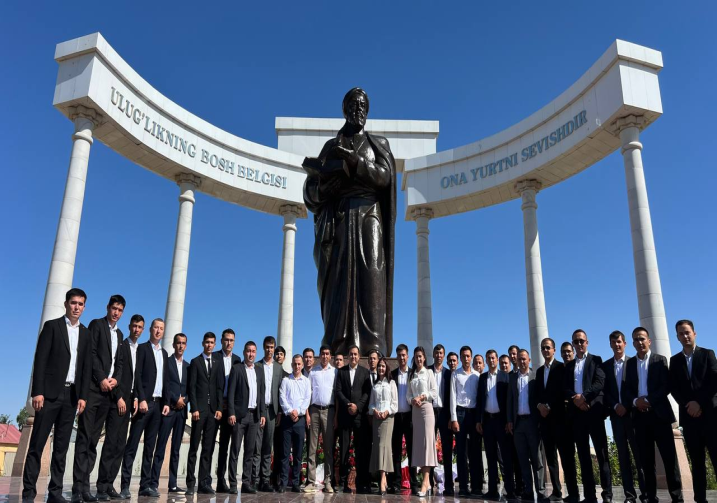 ULUG'LIKNING BOSH BELGISI
ONA YURTNI SEVISHDIR